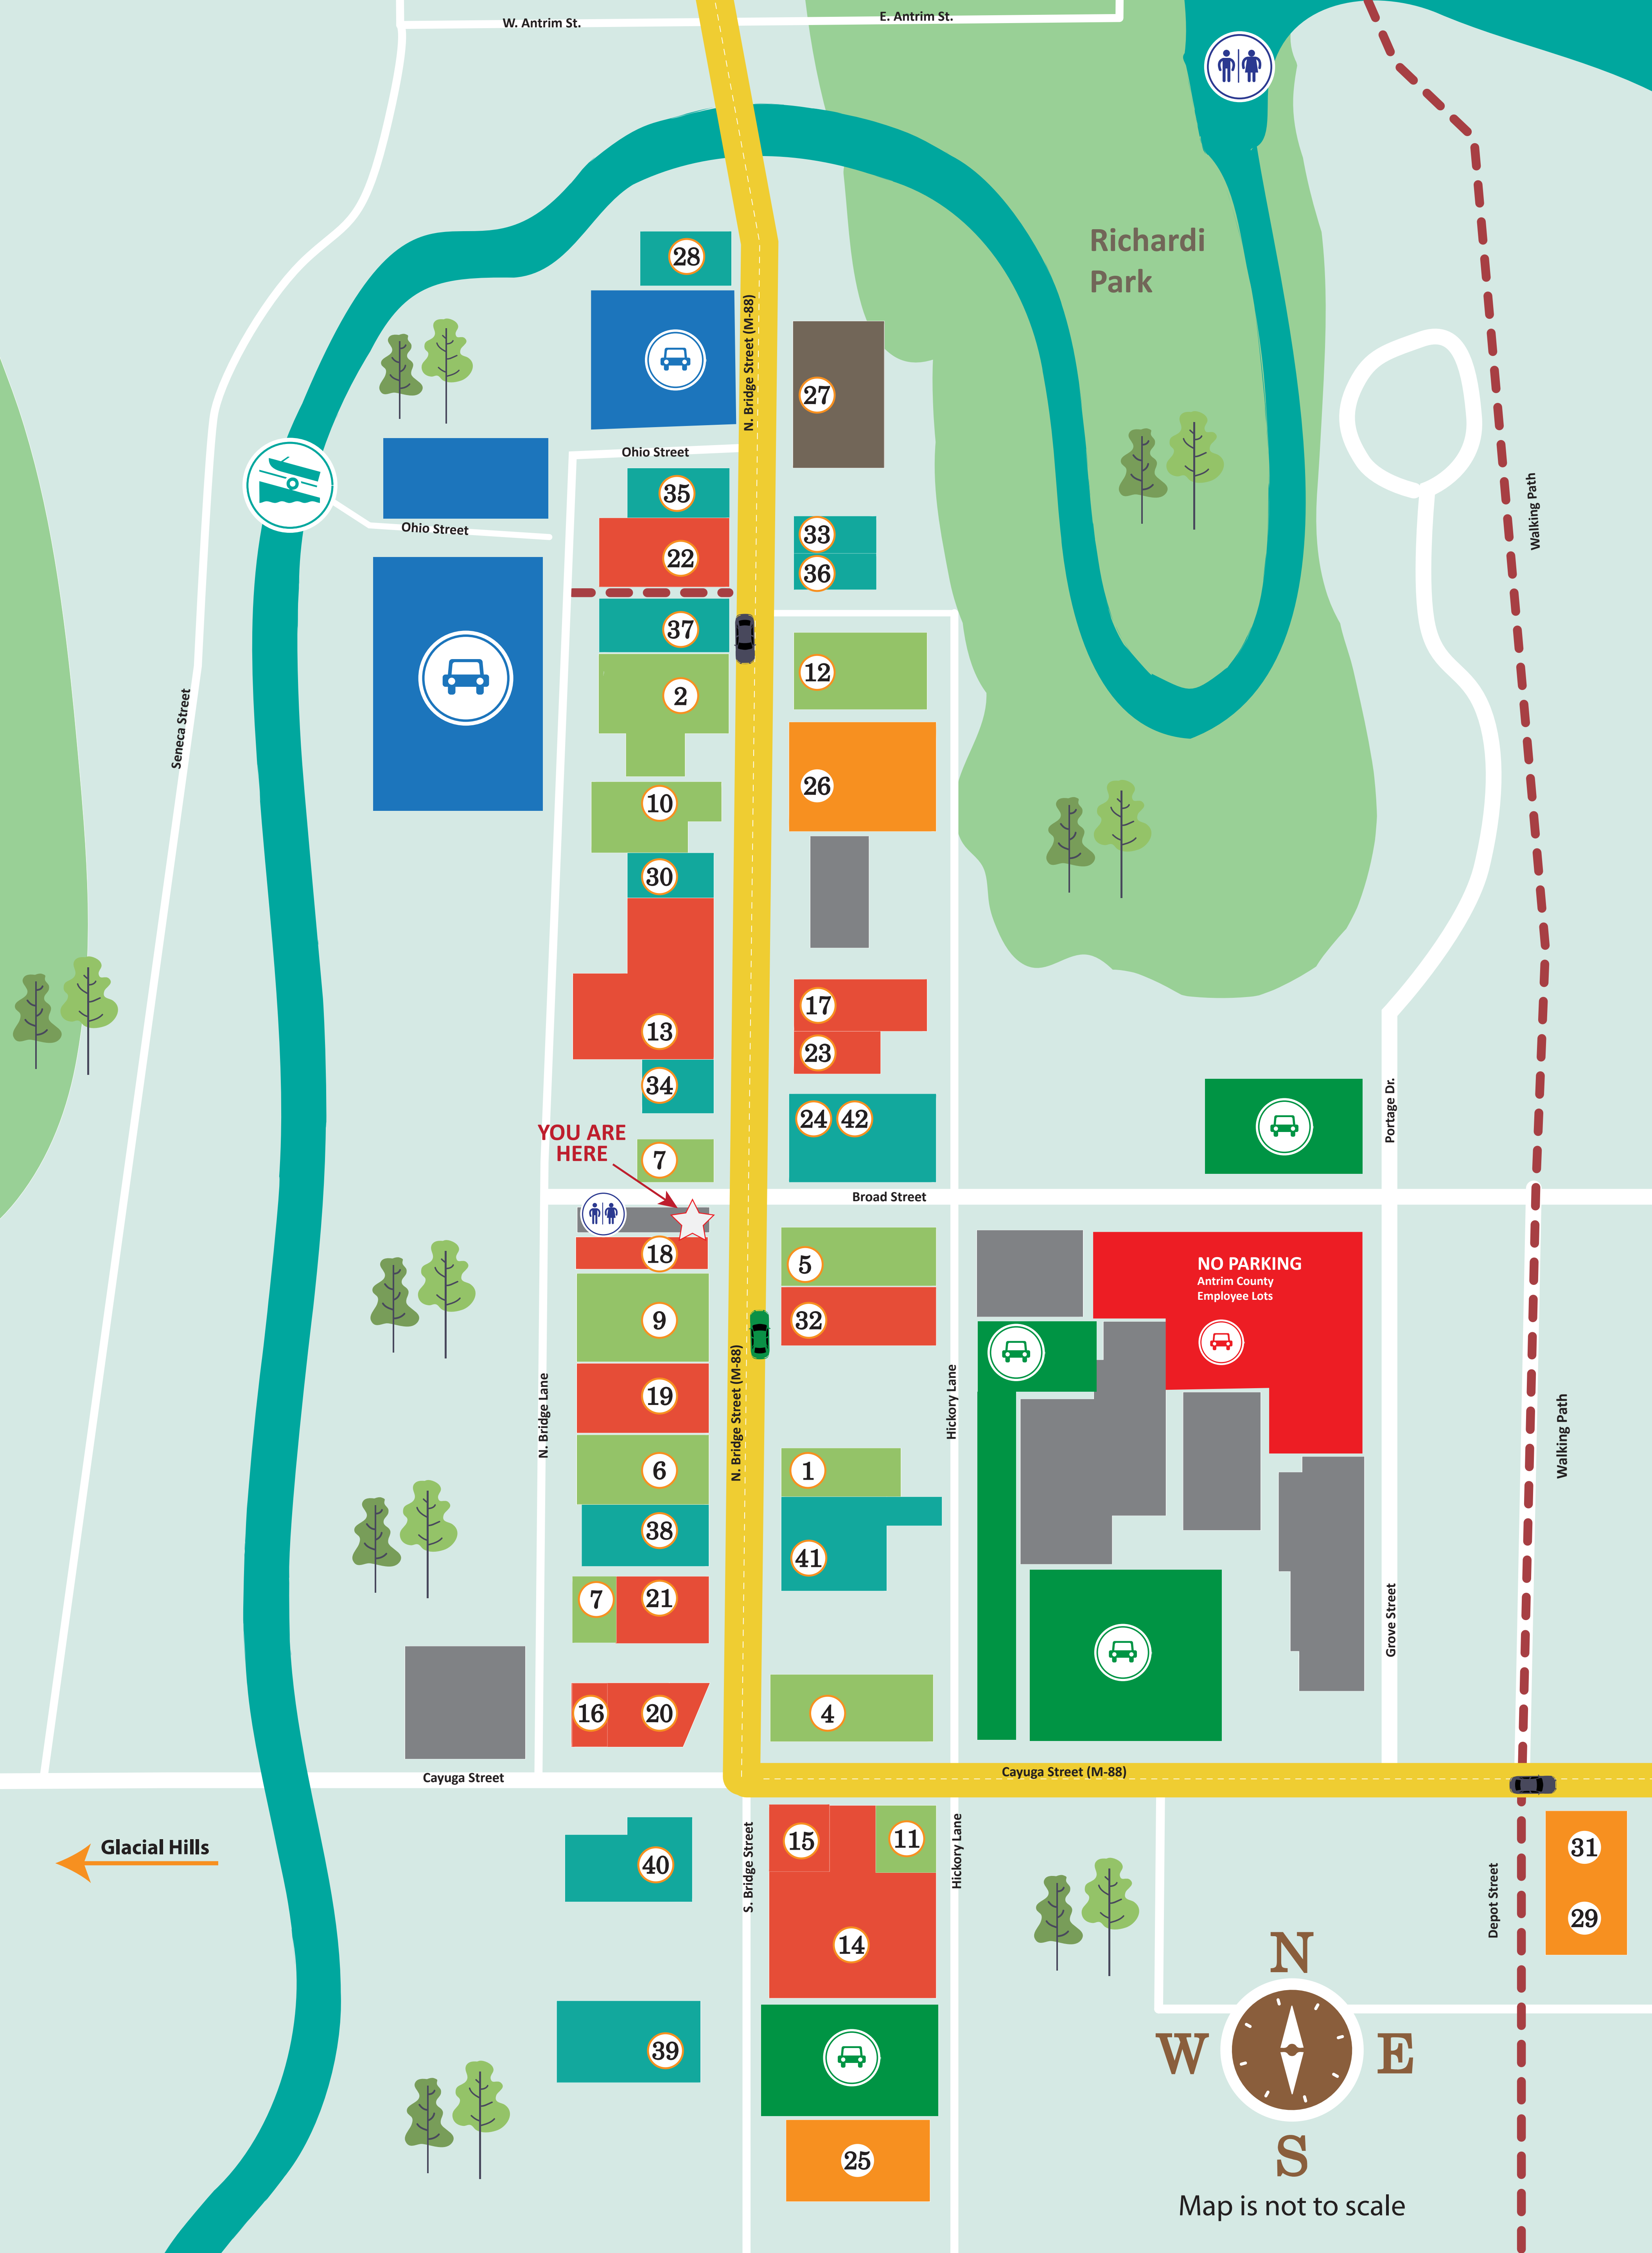 W. Antrim St.
E. Antrim St.
Richardi
Park
28
N. Bridge Street (M-88)
27
Ohio Street
35
Ohio Street
33
22
36
Walking Path
37
12
2
Seneca Street
26
10
30
17
13
23
34
24
42
Portage Dr.
YOU ARE
HERE
7
Broad Street
18
5
NO PARKING
Antrim County
Employee Lots
9
32
19
N. Bridge Lane
N. Bridge Street (M-88)
Hickory Lane
Walking Path
6
1
38
41
7
21
Grove Street
16
20
4
Cayuga Street
Cayuga Street (M-88)
Glacial Hills
40
S. Bridge Street
15
11
Hickory Lane
31
Depot Street
29
14
N
39
W
E
S
25
Map is not to scale